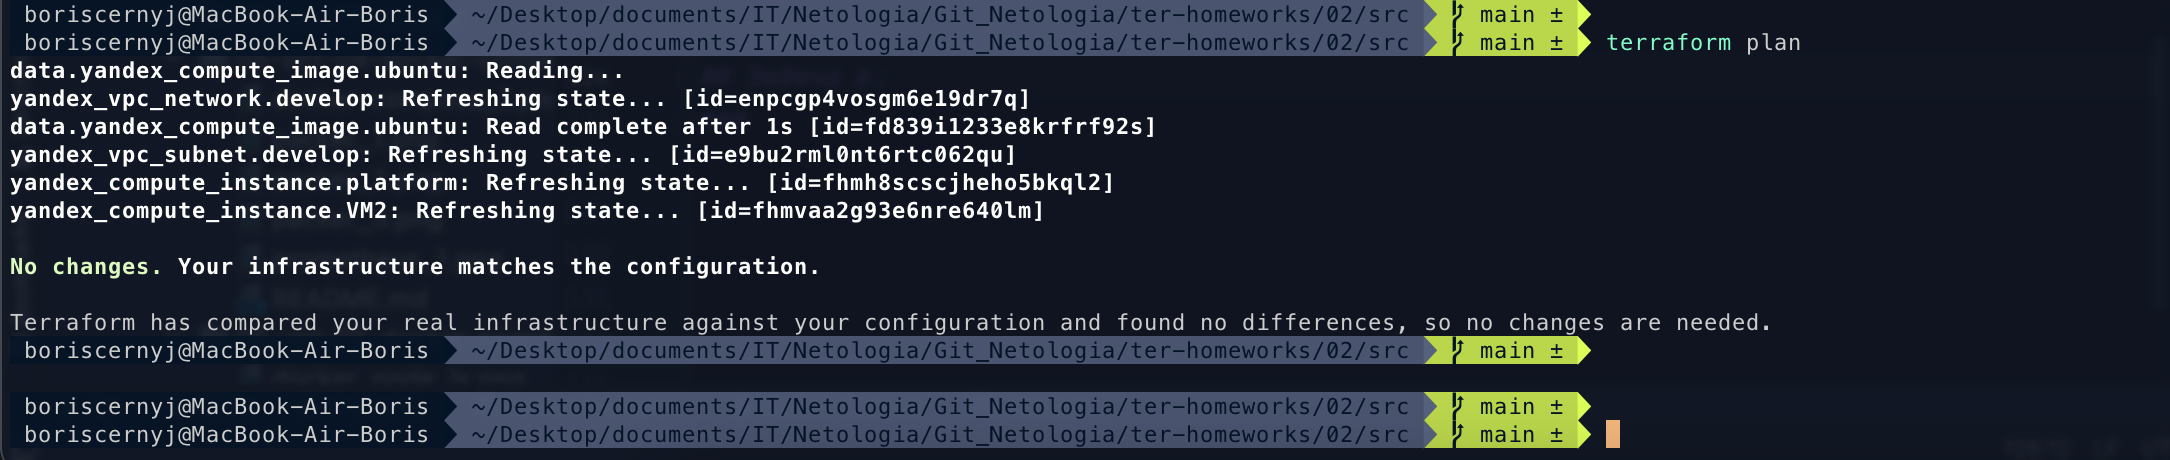 boriscernyj@MacBook-Air-Boris ~/Desktop/documents/IT/Netologia/Git_Netologia/ter-homeworks/02/src main ±
boriscernyj@MacBook-Air-Boris ~/Desktop/documents/IT/Netologia/Git_Netologia/ter-homeworks/02/src main ± terraform plan
data.yandex_compute_image.ubuntu: Reading...
yandex_vpc_network.develop: Refreshing state... [id=enpcgp4vosgm6e19dr7q]
data.yandex_compute_image.ubuntu: Read complete after 1s [id=fd839i1233e8krfrf92s]
yandex_vpc_subnet.develop: Refreshing state... [id=e9bu2rml0nt6rtc062qu]
yandex_compute_instance.platform: Refreshing state... [id=fhmh8scscjheho5bkql2]
yandex_compute_instance.VM2: Refreshing state... [id=fhmvaa2g93e6nre640lm]
No changes. Your infrastructure matches the configuration.
Terraform has compared your real infrastructure against your configuration and found no differences, so no changes are needed.
boriscernyj@MacBook-Air-Boris ~/Desktop/documents/IT/Netologia/Git_Netologia/ter-homeworks/02/src main ±
boriscernyj@MacBook-Air-Boris ~/Desktop/documents/IT/Netologia/Git_Netologia/ter-homeworks/02/src main ±
boriscernyj@MacBook-Air-Boris ~/Desktop/documents/IT/Netologia/Git_Netologia/ter-homeworks/02/src main ±